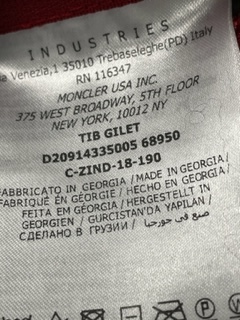 INDUSTRIES
Venezia,1 35010 Trebaseleghe(PD) Italy
RN 116347
MONCLER USA INC.
375 WEST BROADWAY, 5TH FLOOR
NEW YORK, 10012 NY
TIB GILET
D20914335005 68950
C-ZIND-18-190
FABBRICATO IN GEORGIA/MADE IN GEORGIA/
FABRIQUÉ EN GÉORGIE/ HECHO EN GEORGIA/
FEITA EM GEÓRGIA/ HERGESTELLT IN
GEORGIEN/ GURCISTAN'DA YAPILAN/
СДЕЛАНО В ГРУЗИИ/ صنع في جورجيا